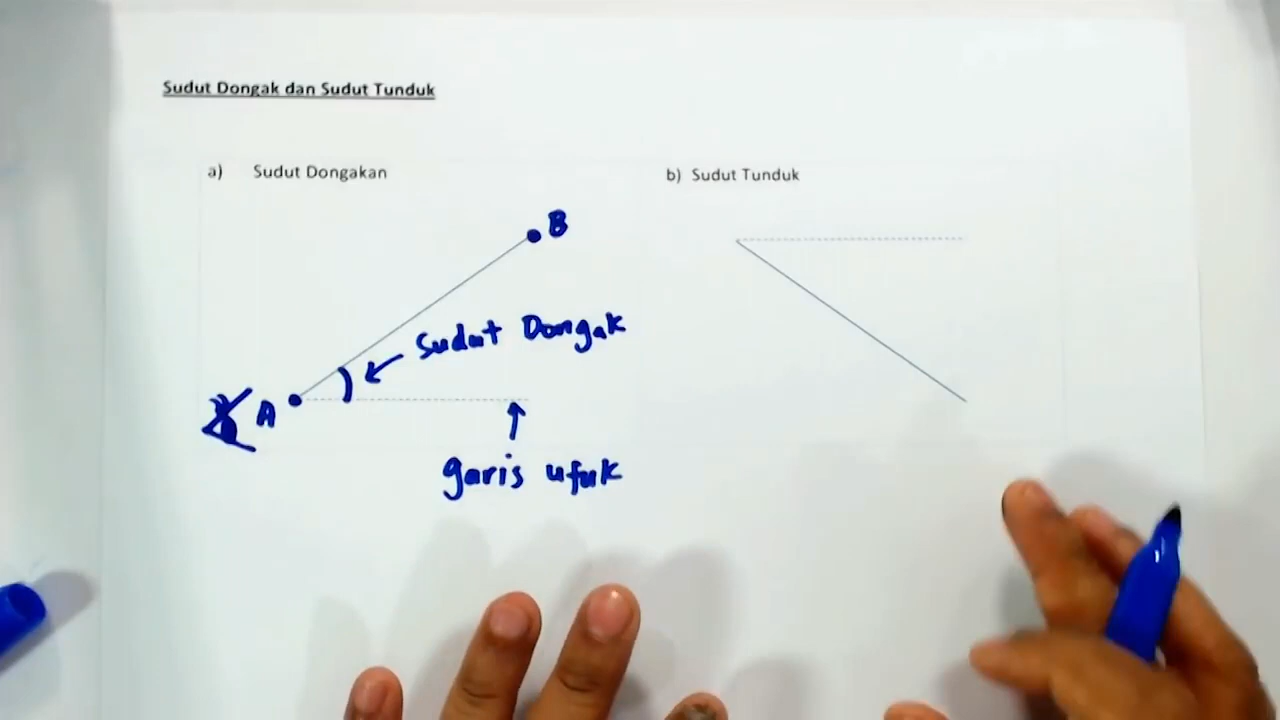 Sudut Dongak dan Sudut Tunduk
a) Sudut Dongakan
b) Sudut Tunduk
B
Sudut Dongak
A
garis ufuk